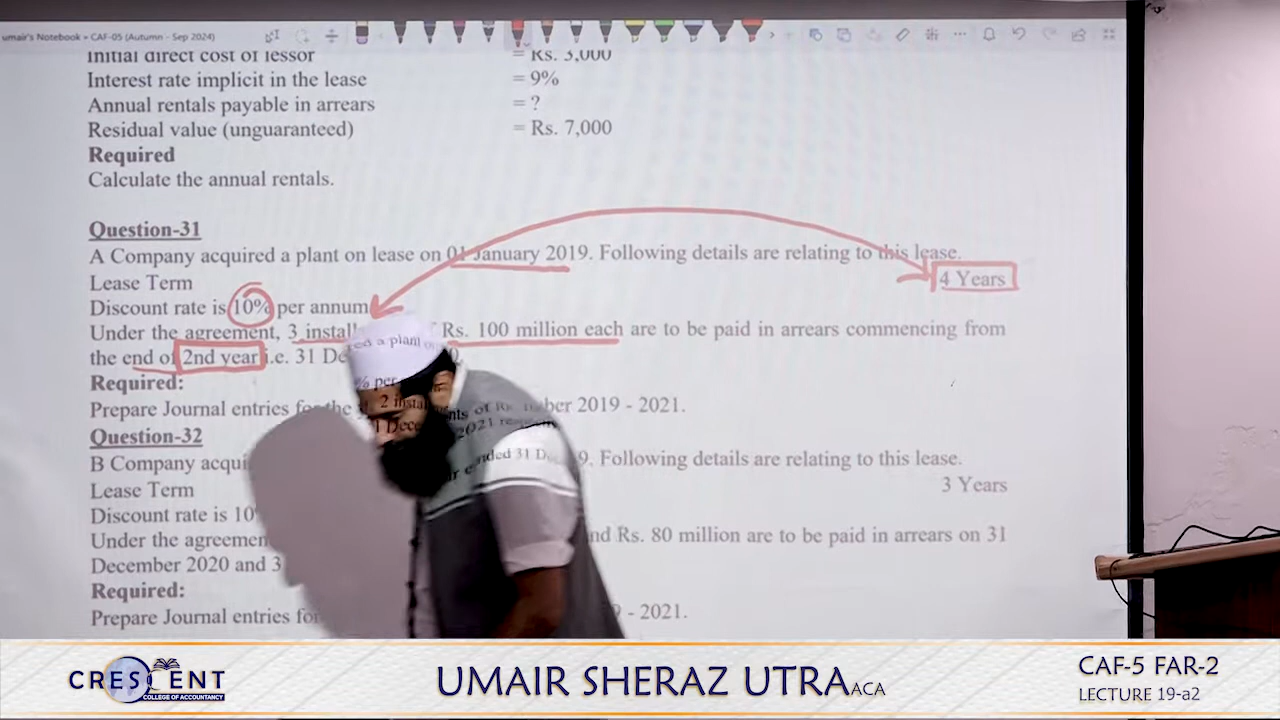 umair's Notebook » CAF-05 (Autumn - Sep 2024)
Initial direct cost of lessor = Rs. 3,000
Interest rate implicit in the lease = 9%
Annual rentals payable in arrears = ?
Residual value (unguaranteed) = Rs. 7,000
Required
Calculate the annual rentals.
Question-31
A Company acquired a plant on lease on 01 January 2019. Following details are relating to this lease.
Lease Term 4 Years
Discount rate is 10% per annum
Under the agreement, 3 install Rs. 100 million each are to be paid in arrears commencing from
the end of 2nd year i.e. 31 De
Required:
Prepare Journal entries for the ber 2019 - 2021.
Question-32
B Company acqui 9. Following details are relating to this lease.
Lease Term 3 Years
Discount rate is 10
Under the agreemen nd Rs. 80 million are to be paid in arrears on 31
December 2020 and 3
Required:
Prepare Journal entries for 9 - 2021.
CRESCENT
COLLEGE OF ACCOUNTANCY
UMAIR SHERAZ UTRA AGA
CAF-5 FAR-2
LECTURE 19-a2